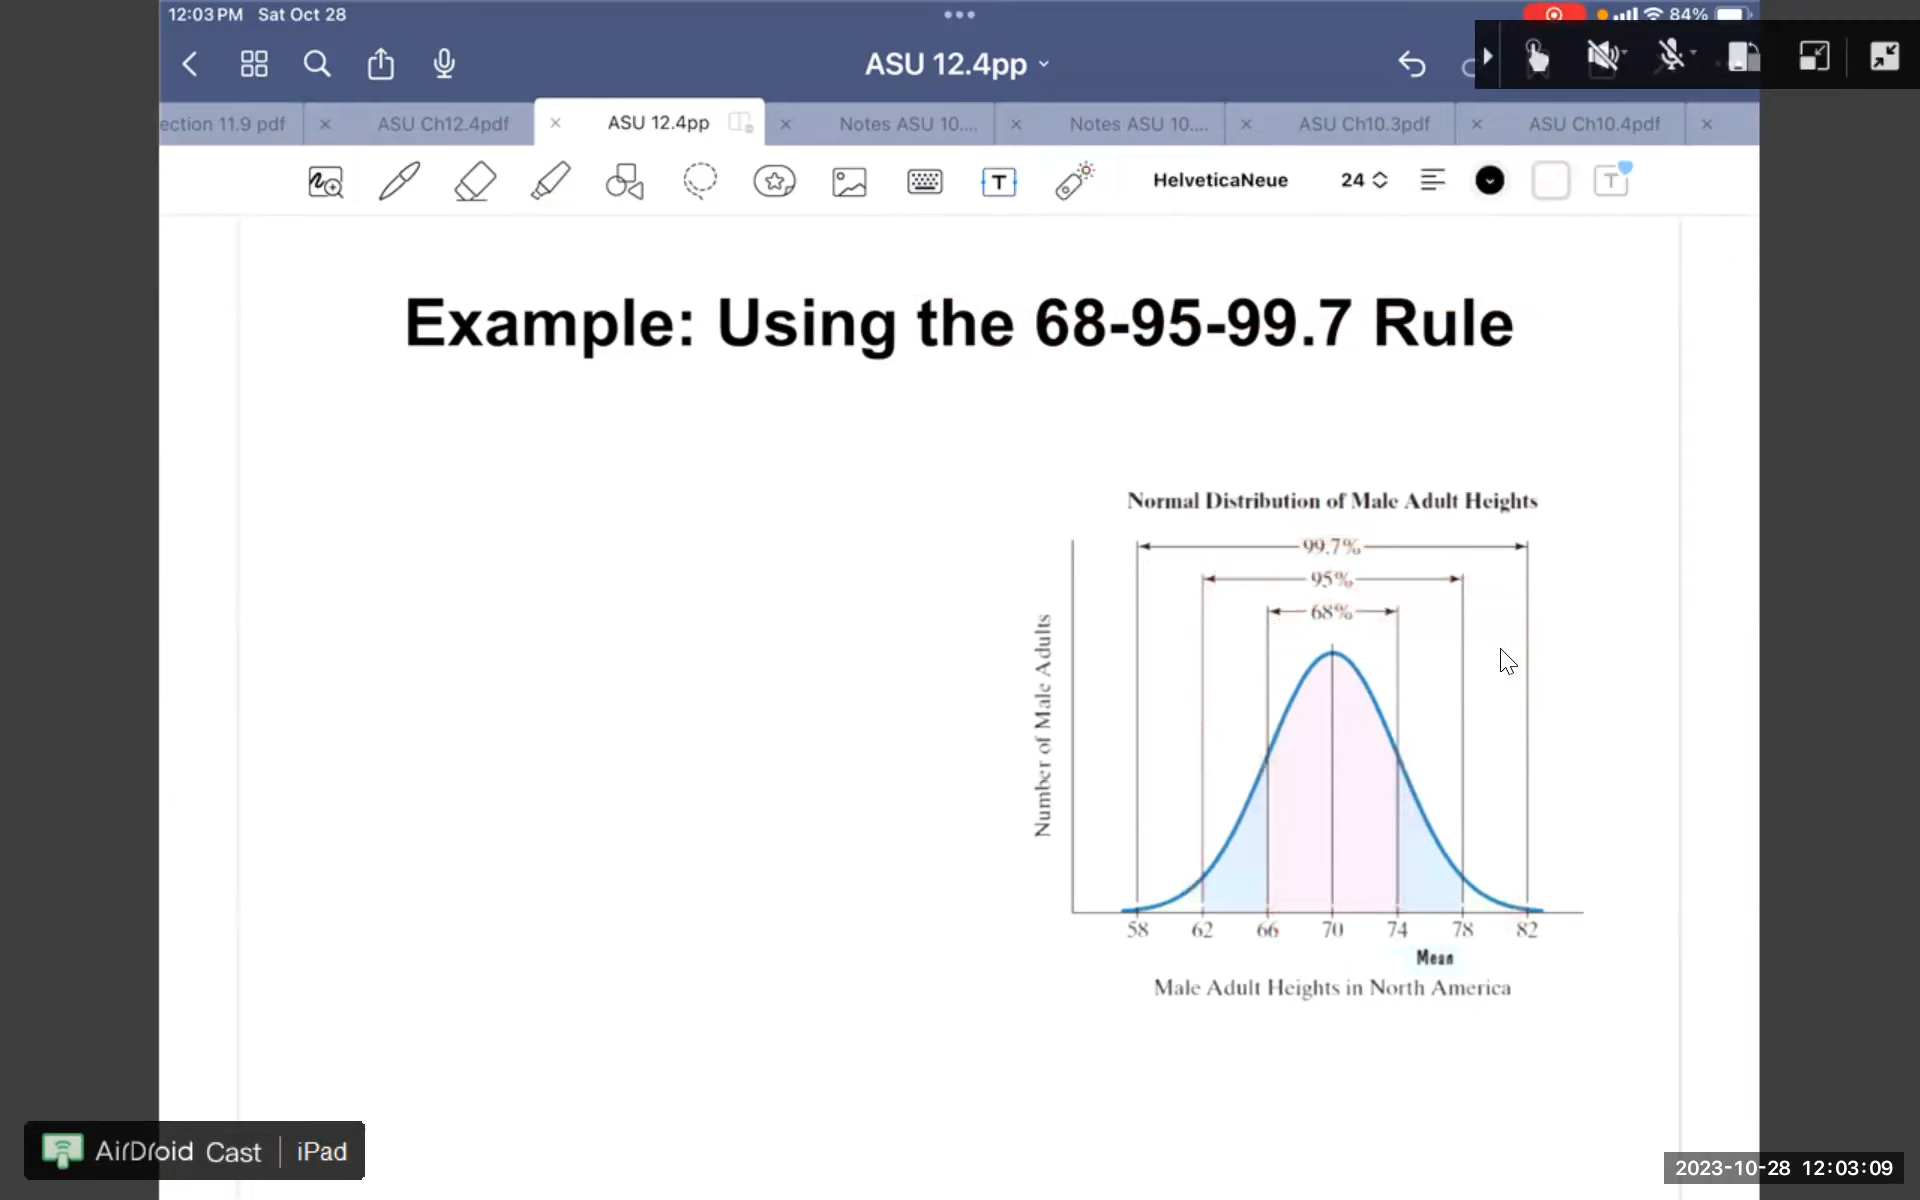 12:03 PM Sat Oct 28
84%
ASU 12.4pp
ection 11.9 pdf
ASU Ch12.4pdf
ASU 12.4pp
Notes ASU 10....
Notes ASU 10....
ASU Ch10.3pdf
ASU Ch10.4pdf
T
HelveticaNeue
24
T
Example: Using the 68-95-99.7 Rule
Normal Distribution of Male Adult Heights
99.7%
95%
68%
Number of Male Adults
58 62 66 70 74 78 82
Mean
Male Adult Heights in North America
AirDroid Cast | iPad
2023-10-28 12:03:09